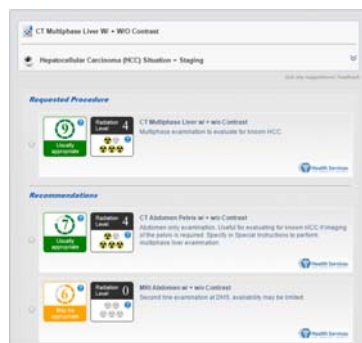 CT Multiphase Liver W/ + W/O Contrast
Hepatocellular Carcinoma (HCC) Situation - Staging
Requested Procedure
9
Usually appropriate
Radiation Level: 4
CT Multiphase Liver w/ + w/o Contrast
Multiphase examination to evaluate for known HCC.
Health Services
Recommendations
7
Usually appropriate
Radiation Level: 4
CT Abdomen Pelvis w/ + w/o Contrast
Abdomen only examination. Useful for evaluating for known HCC if imaging
of the pelvis is required. Specify in Special Instructions to perform
multiphase liver examination.
Health Services
6
May be appropriate
Radiation Level: 0
MRI Abdomen w/ + w/o Contrast
Second line examination at DHS, availability may be limited.
Health Services